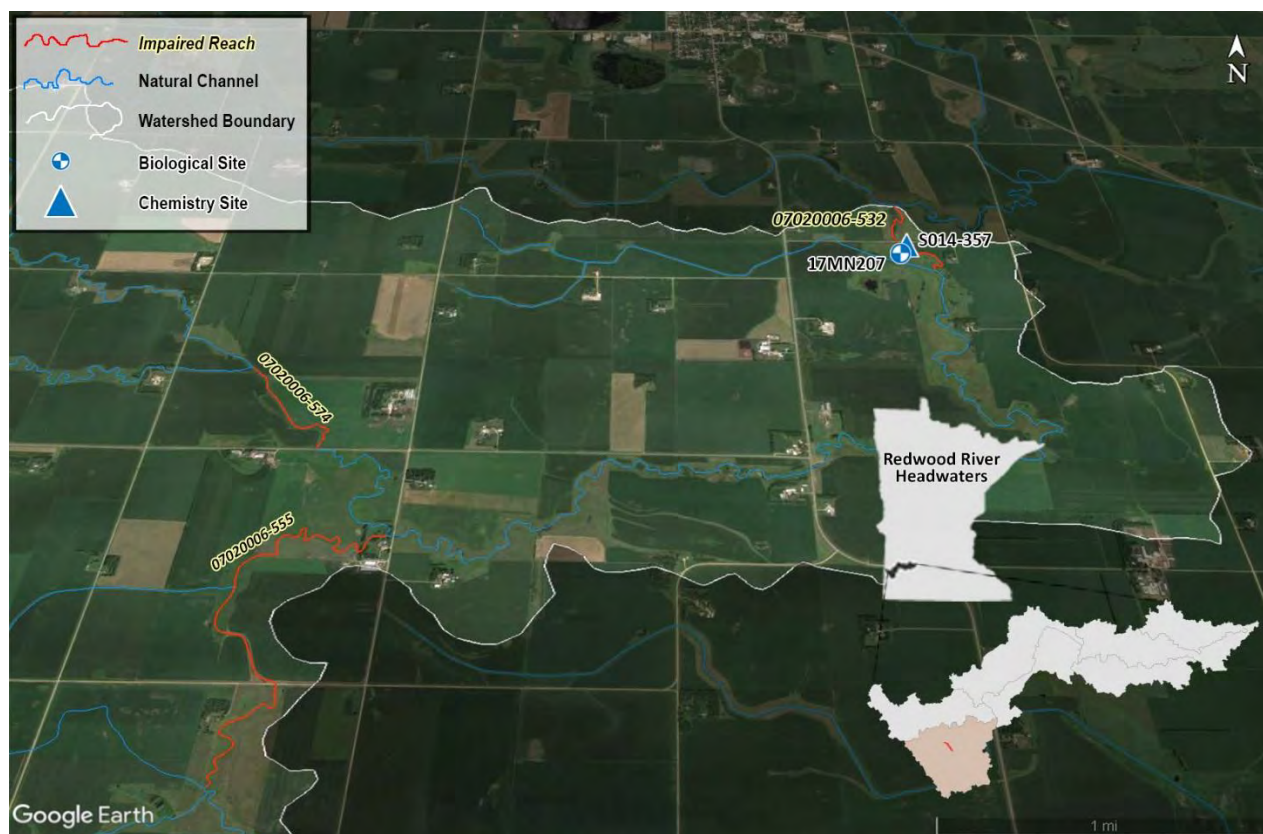 Impaired Reach
Natural Channel
Watershed Boundary
Biological Site
Chemistry Site
N
07020006-532
S014-357
17MN207
07020006-574
07020006-555
Redwood River
Headwaters
Google Earth
1 mi